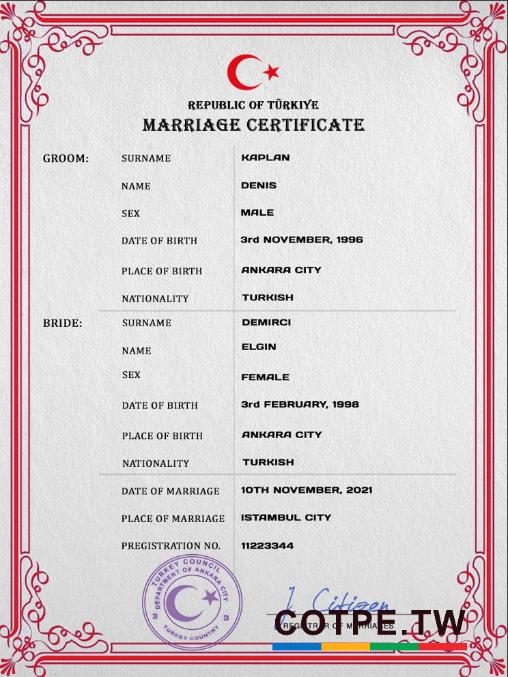 REPUBLIC OF TÜRKIYE
MARRIAGE CERTIFICATE
GROOM: SURNAME KAPLAN
NAME DENIS
SEX MALE
DATE OF BIRTH 3rd NOVEMBER, 1996
PLACE OF BIRTH ANKARA CITY
NATIONALITY TURKISH
BRIDE: SURNAME DEMIRCI
NAME ELGIN
SEX FEMALE
DATE OF BIRTH 3rd FEBRUARY, 1998
PLACE OF BIRTH ANKARA CITY
NATIONALITY TURKISH
DATE OF MARRIAGE 10TH NOVEMBER, 2021
PLACE OF MARRIAGE ISTAMBUL CITY
PREGISTRATION NO. 11223344
TURKEY COUNCIL
DEPARTMENT OF ANKARA CITY
TURKEY COUNTRY
I Citizen
REGISTRAR OF MARRIAGES
COTPE.TW